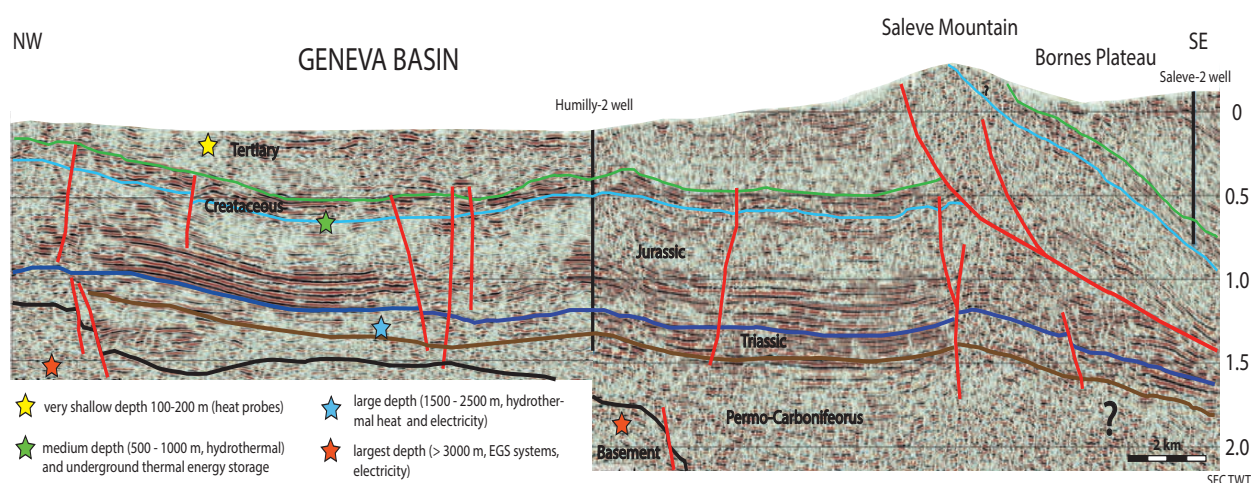 NW
GENEVA BASIN
Saleve Mountain
Bornes Plateau
SE
Saleve-2 well
Humilly-2 well
0
Tertiary
Creataceous
0.5
Jurassic
1.0
Triassic
1.5
Permo-Carbonifeorus
?
?
Basement
2 km
2.0
SEC TWT
very shallow depth 100-200 m (heat probes)
medium depth (500 - 1000 m, hydrothermal)
and underground thermal energy storage
large depth (1500 - 2500 m, hydrother-
mal heat and electricity)
largest depth (> 3000 m, EGS systems,
electricity)